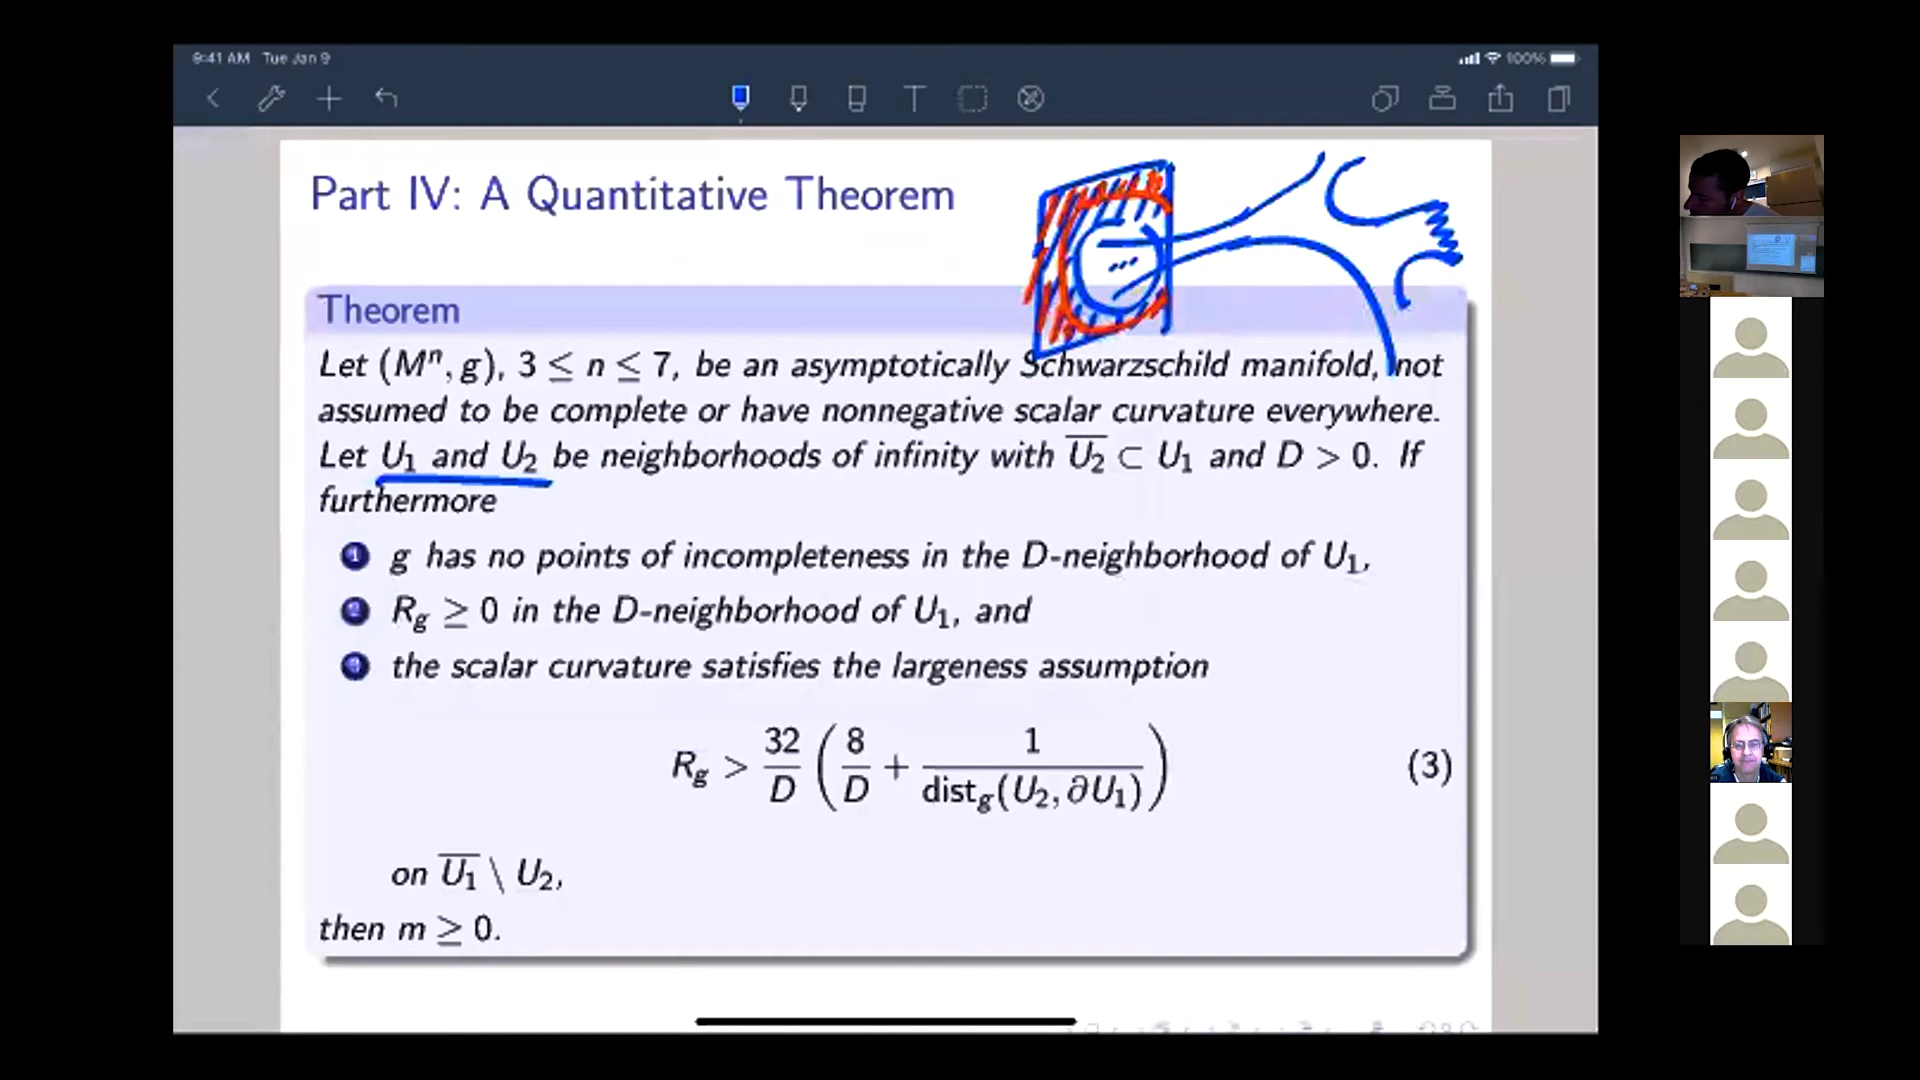 9:41 AM Tue Jan 9
100%
T
Part IV: A Quantitative Theorem
Theorem
Let (Mⁿ, g), 3 ≤ n ≤ 7, be an asymptotically Schwarzschild manifold, not
assumed to be complete or have nonnegative scalar curvature everywhere.
Let U₁ and U₂ be neighborhoods of infinity with U̅₂ ⊂ U₁ and D > 0. If
furthermore
1 g has no points of incompleteness in the D-neighborhood of U₁,
2 R_g ≥ 0 in the D-neighborhood of U₁, and
3 the scalar curvature satisfies the largeness assumption
R_g > 32/D (8/D + 1/dist_g(U₂, ∂U₁)) (3)
on U̅₁ \ U₂,
then m ≥ 0.